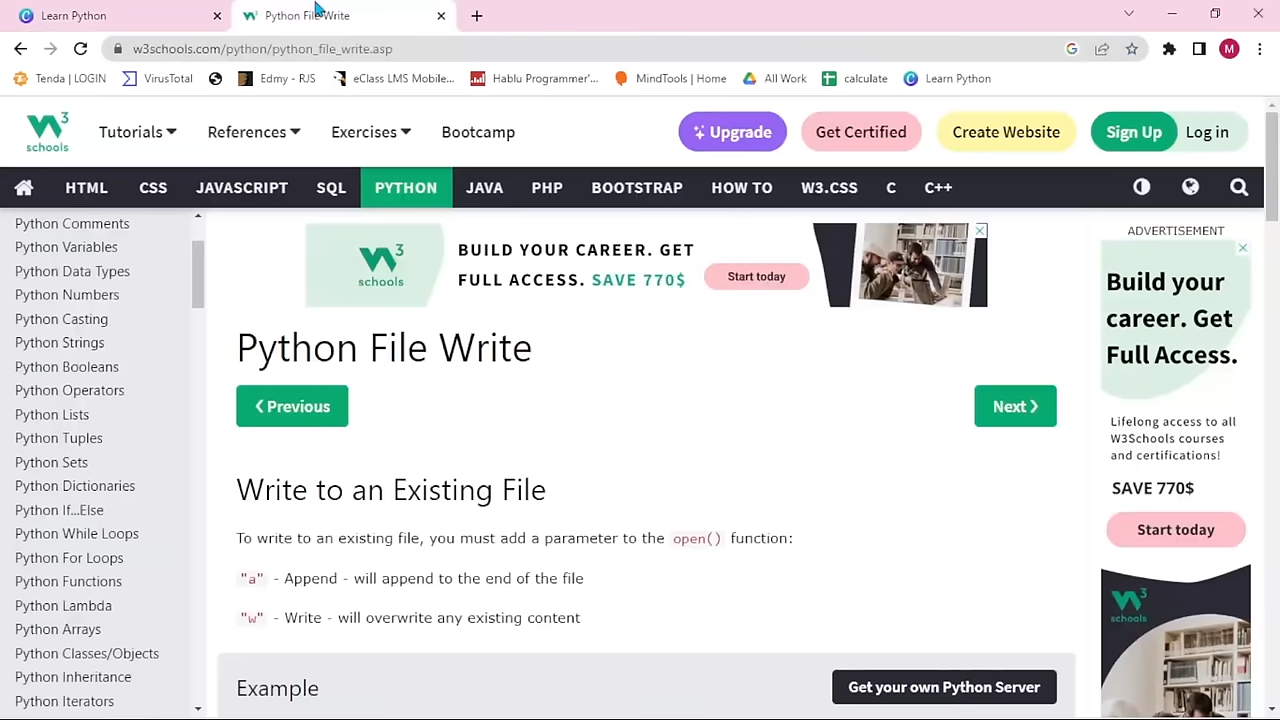 Learn Python
Python File Write
w3schools.com/python/python_file_write.asp
M
Tenda | LOGIN
VirusTotal
Edmy - RJS
eClass LMS Mobile...
Hablu Programmer'...
MindTools | Home
All Work
calculate
Learn Python
W3 schools
Tutorials
References
Exercises
Bootcamp
Upgrade
Get Certified
Create Website
Sign Up
Log in
HTML
CSS
JAVASCRIPT
SQL
PYTHON
JAVA
PHP
BOOTSTRAP
HOW TO
W3.CSS
C
C++
Python Comments
Python Variables
Python Data Types
Python Numbers
Python Casting
Python Strings
Python Booleans
Python Operators
Python Lists
Python Tuples
Python Sets
Python Dictionaries
Python If...Else
Python While Loops
Python For Loops
Python Functions
Python Lambda
Python Arrays
Python Classes/Objects
Python Inheritance
Python Iterators
W3 schools
BUILD YOUR CAREER. GET
FULL ACCESS. SAVE 770$
Start today
Python File Write
❮ Previous
Next ❯
Write to an Existing File
To write to an existing file, you must add a parameter to the open() function:
"a" - Append - will append to the end of the file
"w" - Write - will overwrite any existing content
Example
Get your own Python Server
ADVERTISEMENT
Build your
career. Get
Full Access.
Lifelong access to all
W3Schools courses
and certifications!
SAVE 770$
Start today
W3 schools